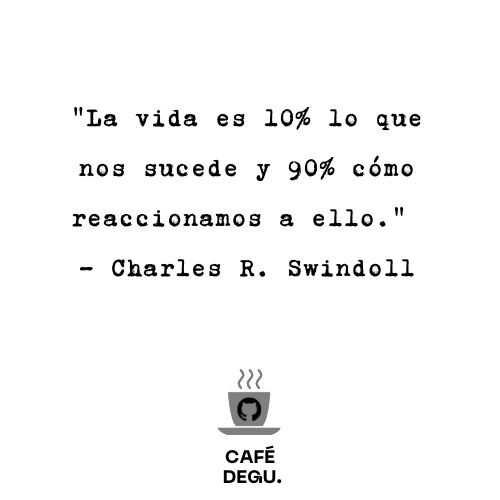 "La vida es 10% lo que
nos sucede y 90% cómo
reaccionamos a ello."
- Charles R. Swindoll
CAFÉ
DEGU.